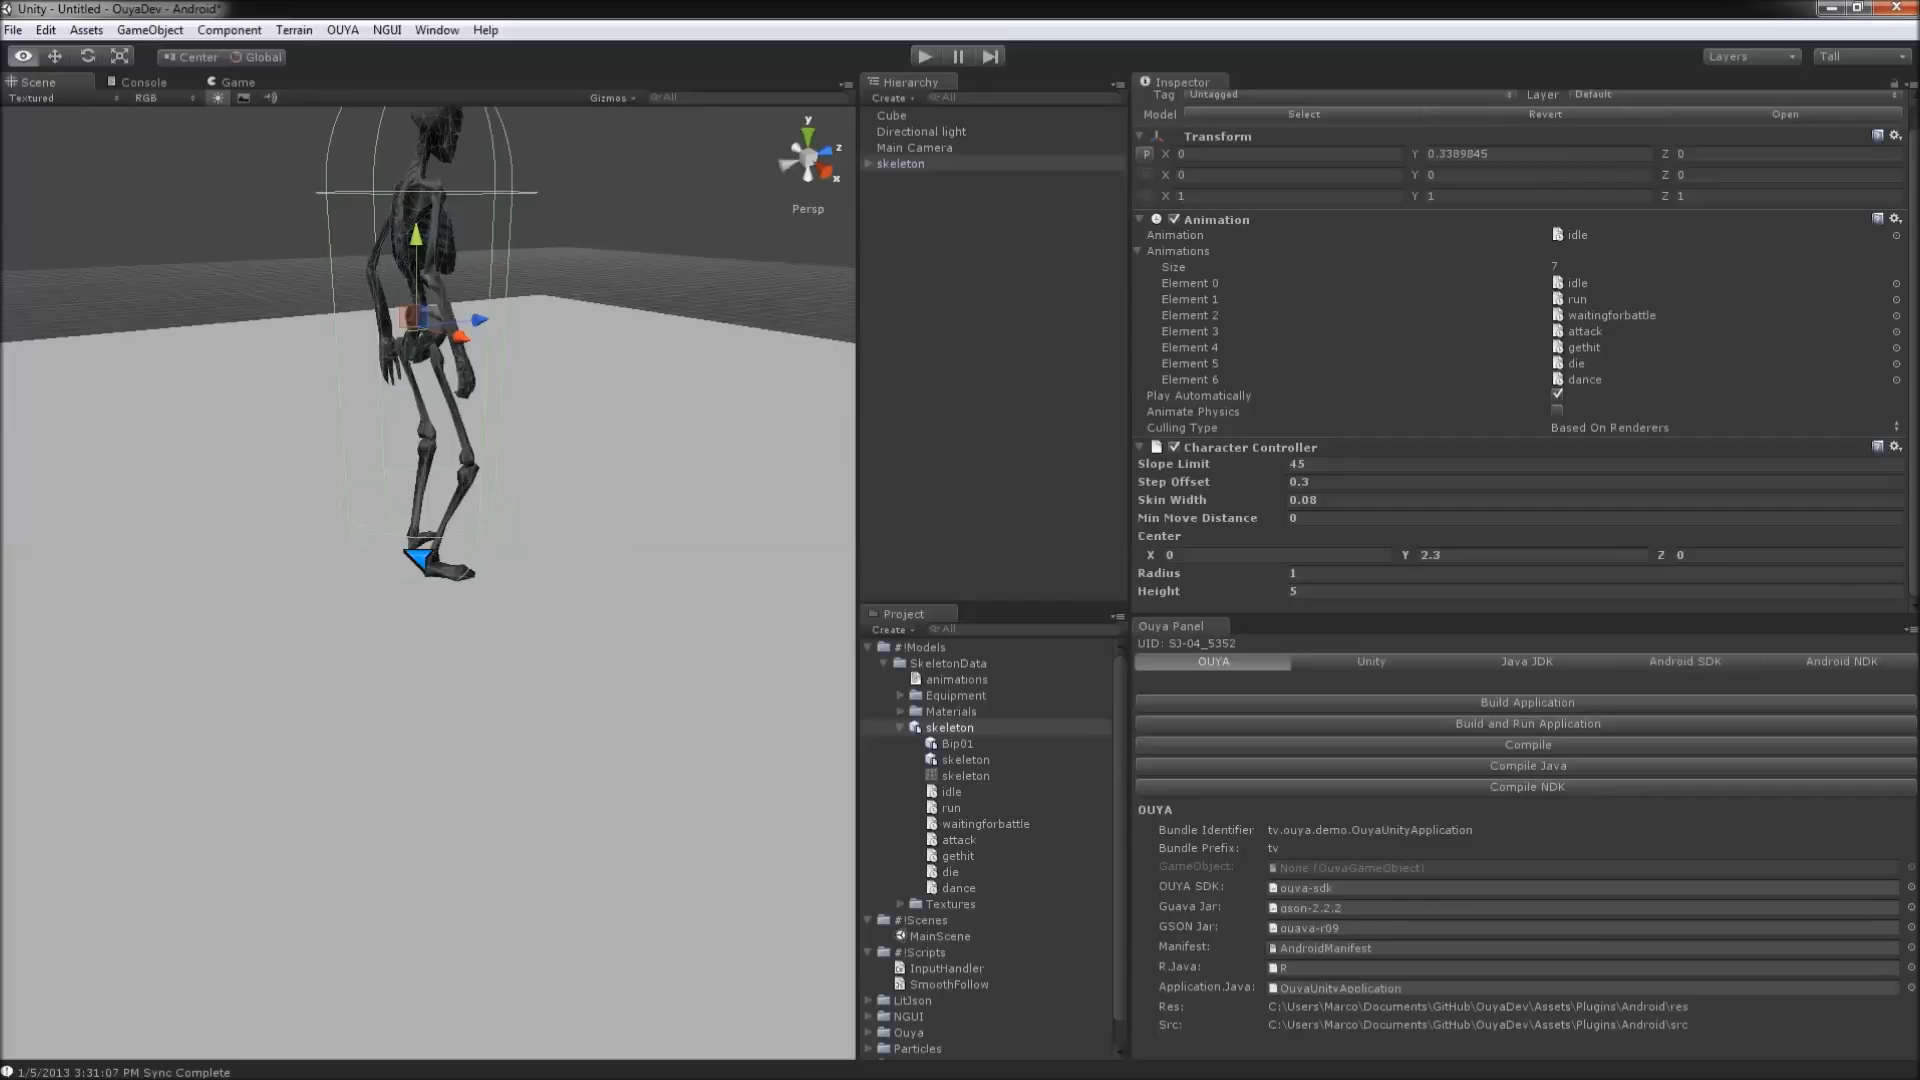 Unity - Untitled - OuyaDev - Android*
File Edit Assets GameObject Component Terrain OUYA NGUI Window Help
Center Global
Layers
Tall
Scene Console Game
Textured RGB Gizmos All
y
z
x
Persp
Hierarchy
Create All
Cube
Directional light
Main Camera
skeleton
Project
Create All
#!Models
SkeletonData
animations
Equipment
Materials
skeleton
Bip01
skeleton
skeleton
idle
run
waitingforbattle
attack
gethit
die
dance
Textures
#!Scenes
MainScene
#!Scripts
InputHandler
SmoothFollow
LitJson
NGUI
Ouya
Particles
Inspector
Tag Untagged Layer Default
Model Select Revert Open
Transform
P X 0 Y 0.3389845 Z 0
X 0 Y 0 Z 0
X 1 Y 1 Z 1
Animation
Animation idle
Animations
Size 7
Element 0 idle
Element 1 run
Element 2 waitingforbattle
Element 3 attack
Element 4 gethit
Element 5 die
Element 6 dance
Play Automatically
Animate Physics
Culling Type Based On Renderers
Character Controller
Slope Limit 45
Step Offset 0.3
Skin Width 0.08
Min Move Distance 0
Center
X 0 Y 2.3 Z 0
Radius 1
Height 5
Ouya Panel
UID: SJ-04_5352
OUYA Unity Java JDK Android SDK Android NDK
Build Application
Build and Run Application
Compile
Compile Java
Compile NDK
OUYA
Bundle Identifier tv.ouya.demo.OuyaUnityApplication
Bundle Prefix: tv
GameObject: None (OuyaGameObject)
OUYA SDK: ouya-sdk
Guava Jar: gson-2.2.2
GSON Jar: guava-r09
Manifest: AndroidManifest
R.Java: R
Application.Java: OuyaUnityApplication
Res: C:\Users\Marco\Documents\GitHub\OuyaDev\Assets\Plugins\Android\res
Src: C:\Users\Marco\Documents\GitHub\OuyaDev\Assets\Plugins\Android\src
1/5/2013 3:31:07 PM Sync Complete